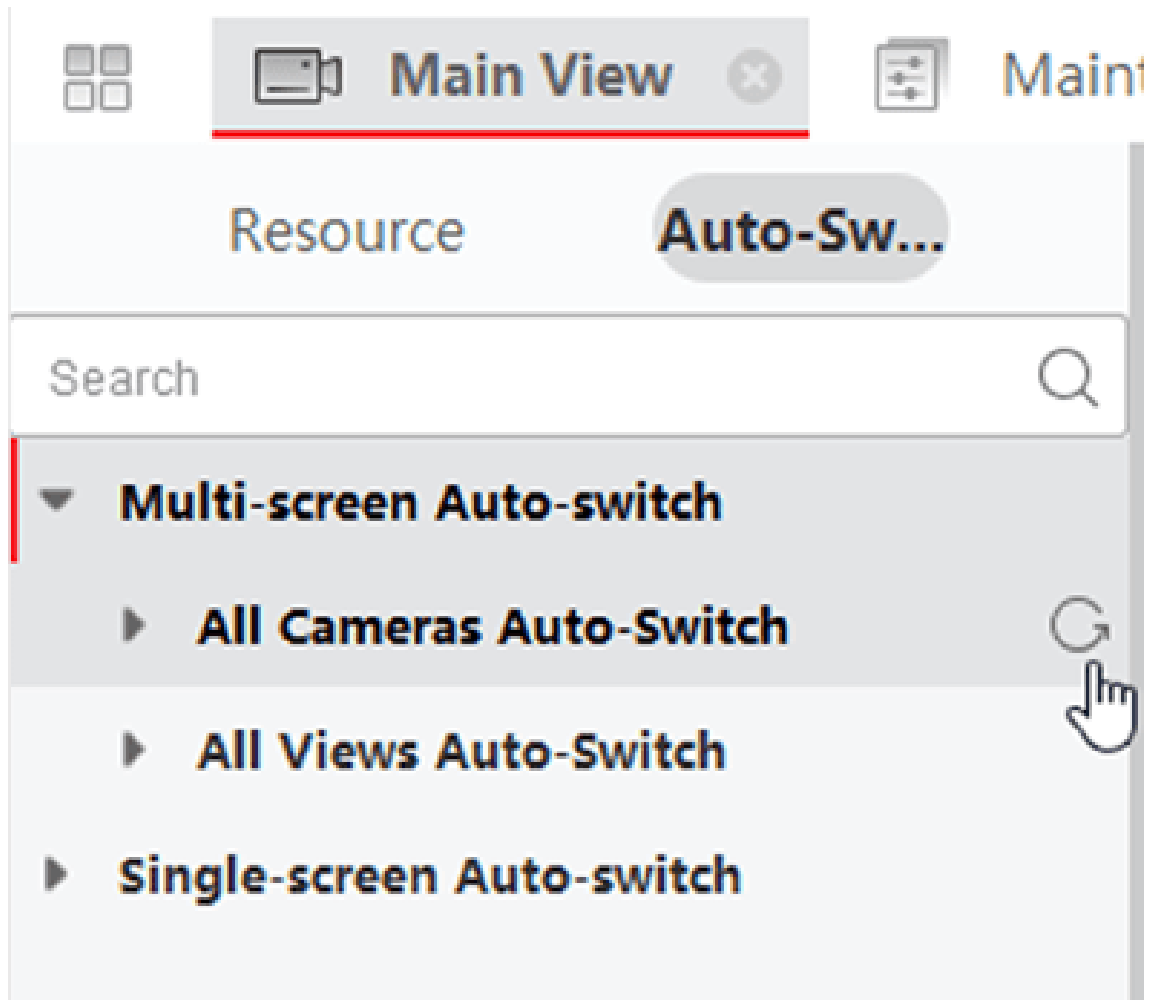 Main View Maint
Resource Auto-Sw...
Search
Multi-screen Auto-switch
All Cameras Auto-Switch
All Views Auto-Switch
Single-screen Auto-switch